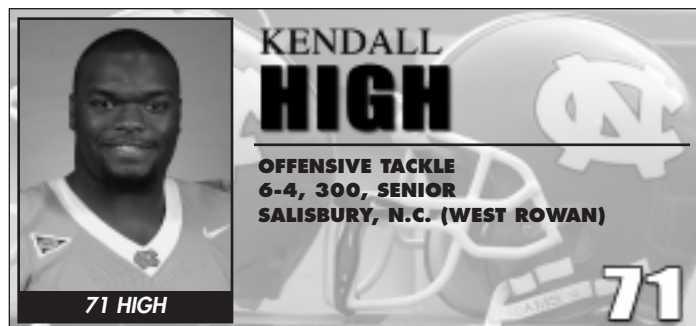 KENDALL
HIGH
OFFENSIVE TACKLE
6-4, 300, SENIOR
SALISBURY, N.C. (WEST ROWAN)
71 HIGH
71